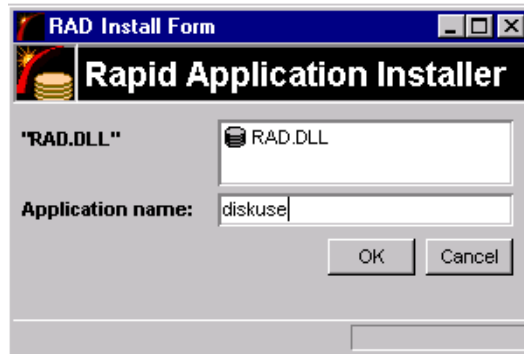 RAD Install Form
Rapid Application Installer
"RAD.DLL"
RAD.DLL
Application name:
diskuse
OK
Cancel